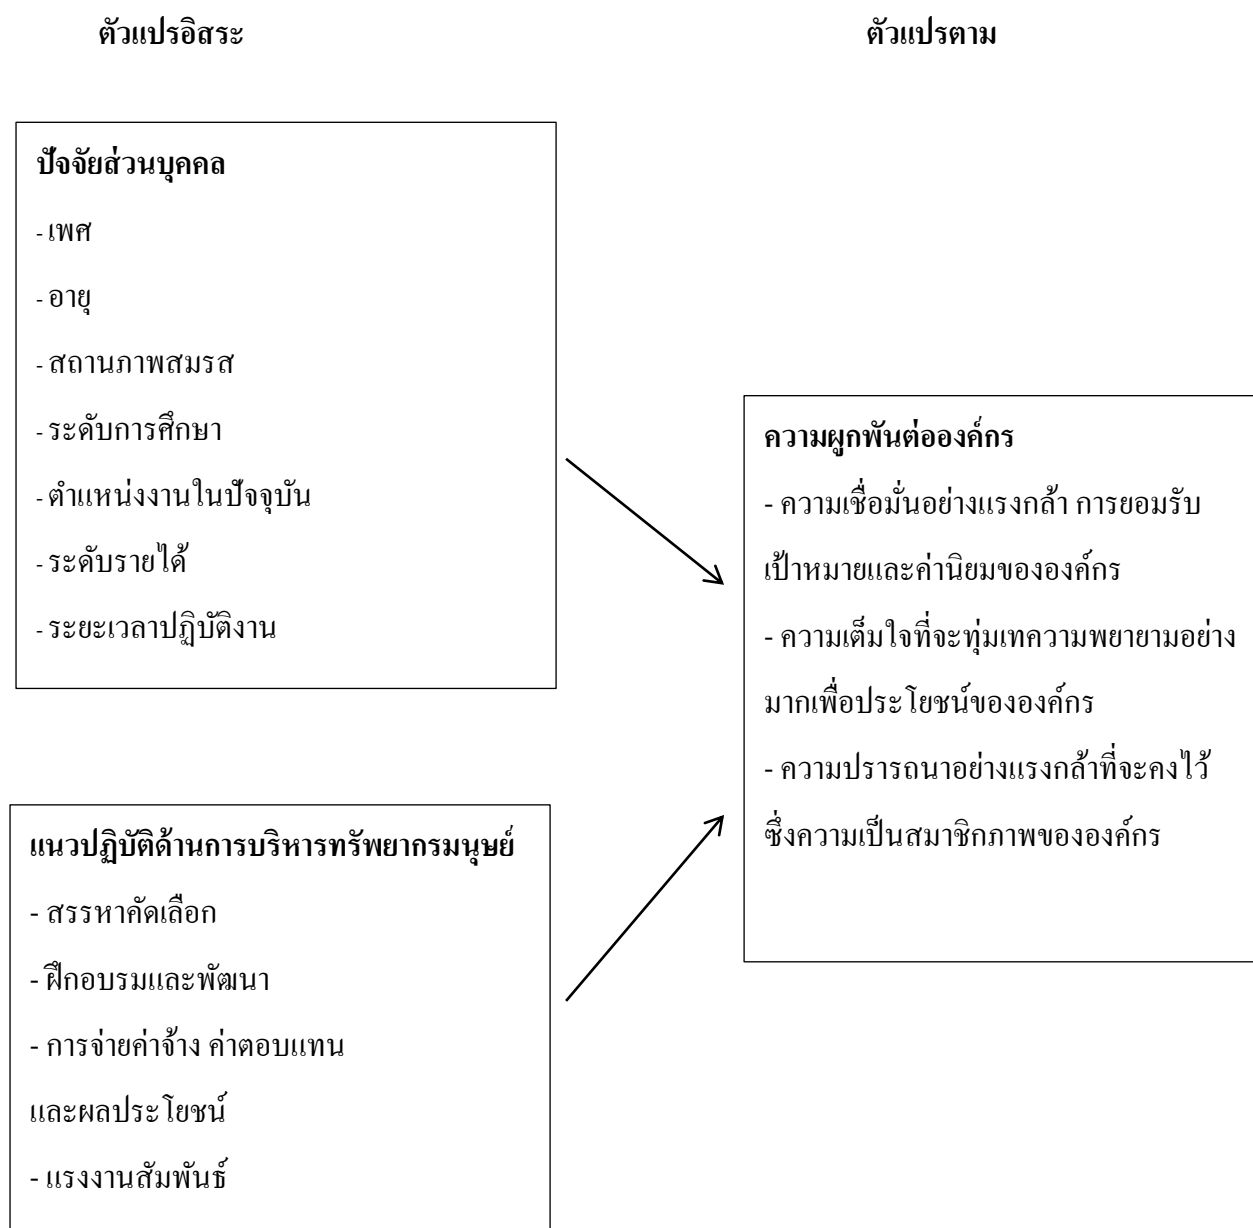 ตัวแปรอิสระ
ตัวแปรตาม
ปัจจัยส่วนบุคคล
- เพศ
- อายุ
- สถานภาพสมรส
- ระดับการศึกษา
- ตำแหน่งงานในปัจจุบัน
- ระดับรายได้
- ระยะเวลาปฏิบัติงาน
แนวปฏิบัติด้านการบริหารทรัพยากรมนุษย์
- สรรหาคัดเลือก
- ฝึกอบรมและพัฒนา
- การจ่ายค่าจ้าง ค่าตอบแทน
และผลประโยชน์
- แรงงานสัมพันธ์
ความผูกพันต่อองค์กร
- ความเชื่อมั่นอย่างแรงกล้า การยอมรับ
เป้าหมายและค่านิยมขององค์กร
- ความเต็มใจที่จะทุ่มเทความพยายามอย่าง
มากเพื่อประโยชน์ขององค์กร
- ความปรารถนาอย่างแรงกล้าที่จะคงไว้
ซึ่งความเป็นสมาชิกภาพขององค์กร